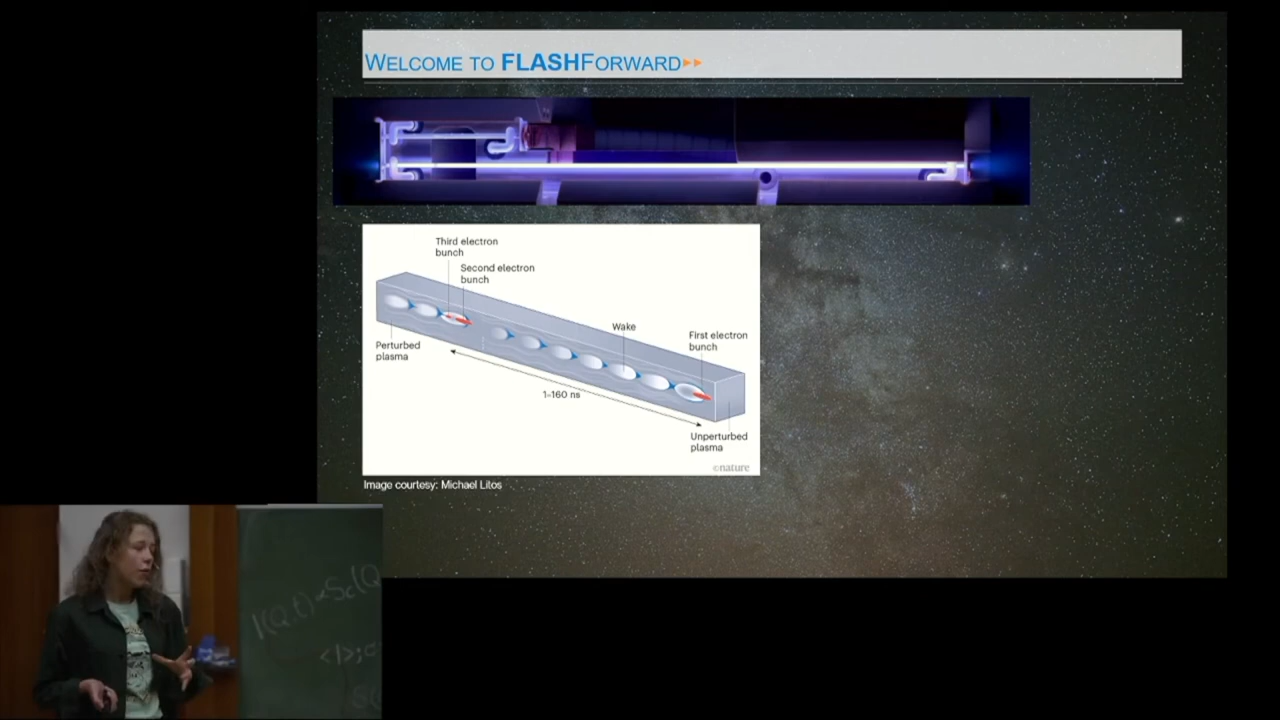 WELCOME TO FLASHFORWARD
Third electron
bunch
Second electron
bunch
Wake
First electron
bunch
Perturbed
plasma
1–160 ns
Unperturbed
plasma
©nature
Image courtesy: Michael Litos